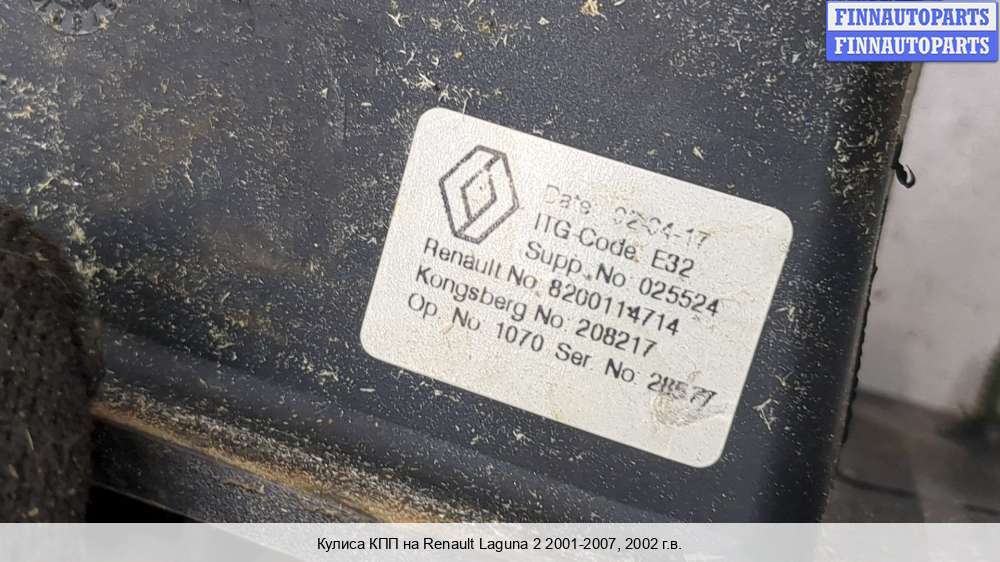 FINNAUTOPARTS
FINNAUTOPARTS
Date: 02-04-17
ITG-Code: E32
Supp. No: 025524
Renault No: 8200114714
Kongsberg No: 208217
Op. No: 1070 Ser. No: 28577
Кулиса КПП на Renault Laguna 2 2001-2007, 2002 г.в.